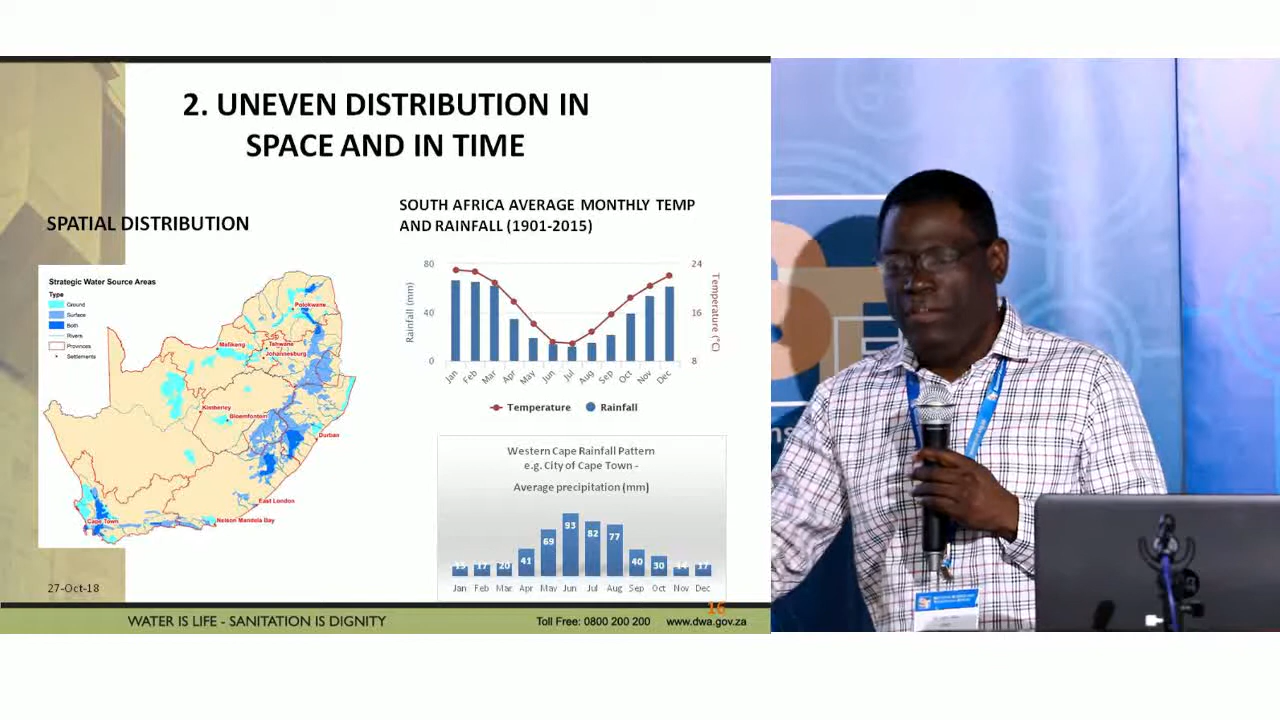 2. UNEVEN DISTRIBUTION IN
SPACE AND IN TIME
SPATIAL DISTRIBUTION
Strategic Water Source Areas
Type
Ground
Surface
Both
Rivers
Provinces
Settlements
Polokwane
Mafikeng
Tshwane
Johannesburg
Kimberley
Bloemfontein
Durban
East London
Cape Town
Nelson Mandela Bay
SOUTH AFRICA AVERAGE MONTHLY TEMP
AND RAINFALL (1901-2015)
80
40
0
Rainfall (mm)
24
16
8
Temperature (°C)
Jan Feb Mar Apr May Jun Jul Aug Sep Oct Nov Dec
Temperature Rainfall
Western Cape Rainfall Pattern
e.g. City of Cape Town -
Average precipitation (mm)
15 17 20 41 69 93 82 77 40 30 14 17
Jan Feb Mar Apr May Jun Jul Aug Sep Oct Nov Dec
27-Oct-18
16
WATER IS LIFE - SANITATION IS DIGNITY
Toll Free: 0800 200 200 www.dwa.gov.za